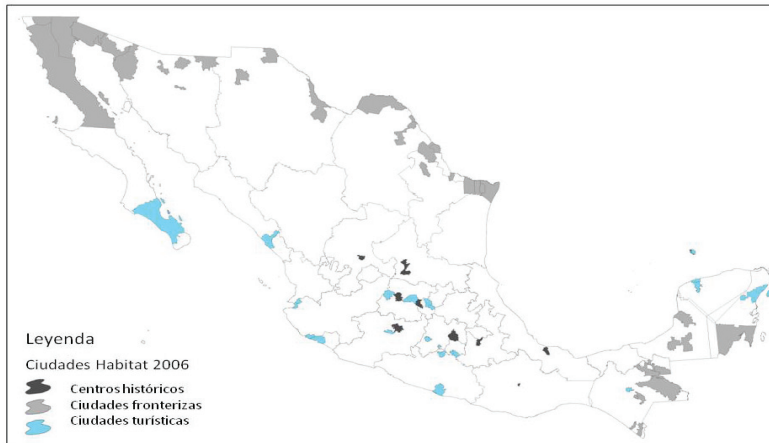 Leyenda
Ciudades Habitat 2006
Centros históricos
Ciudades fronterizas
Ciudades turísticas